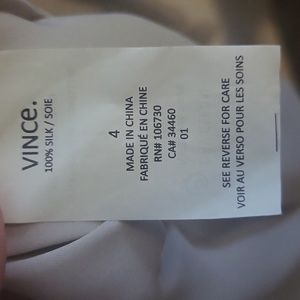 VINCE.
100% SILK / SOIE
4
MADE IN CHINA
FABRIQUÉ EN CHINE
RN# 106730
CA# 34460
01
SEE REVERSE FOR CARE
VOIR AU VERSO POUR LES SOINS